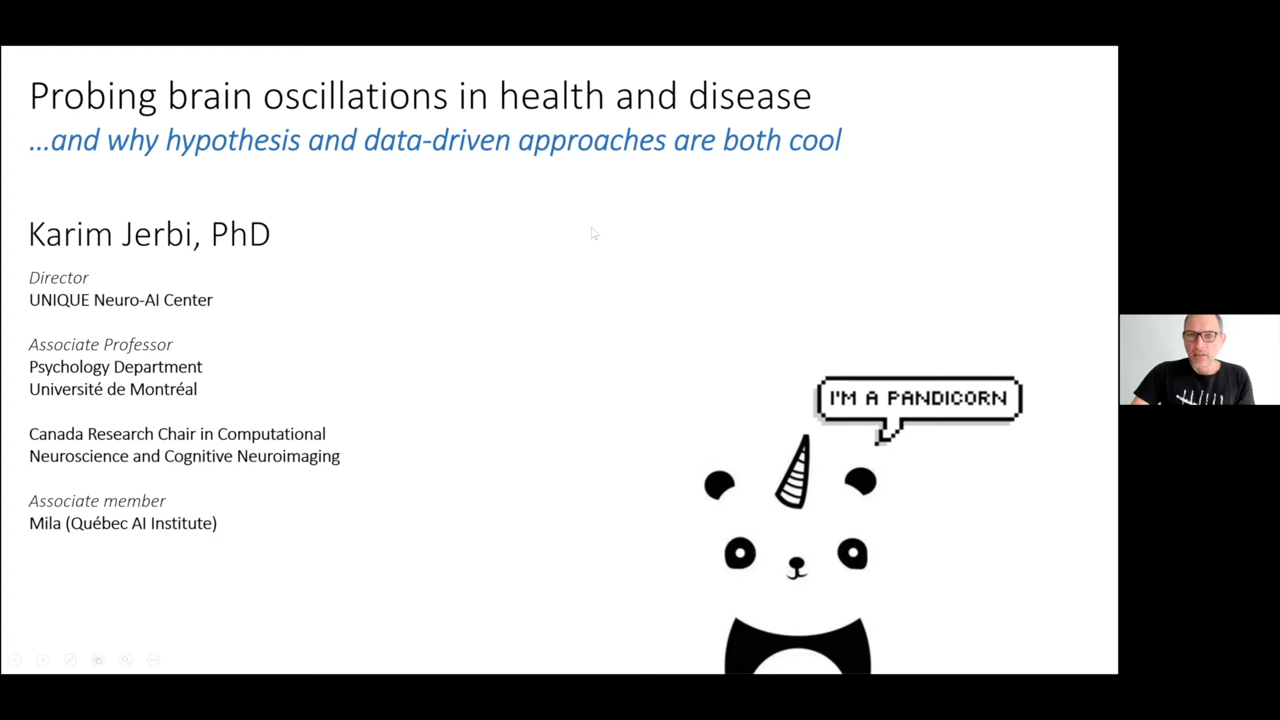 Probing brain oscillations in health and disease
...and why hypothesis and data-driven approaches are both cool
Karim Jerbi, PhD
Director
UNIQUE Neuro-AI Center
Associate Professor
Psychology Department
Université de Montréal
Canada Research Chair in Computational
Neuroscience and Cognitive Neuroimaging
Associate member
Mila (Québec AI Institute)
I'M A PANDICORN